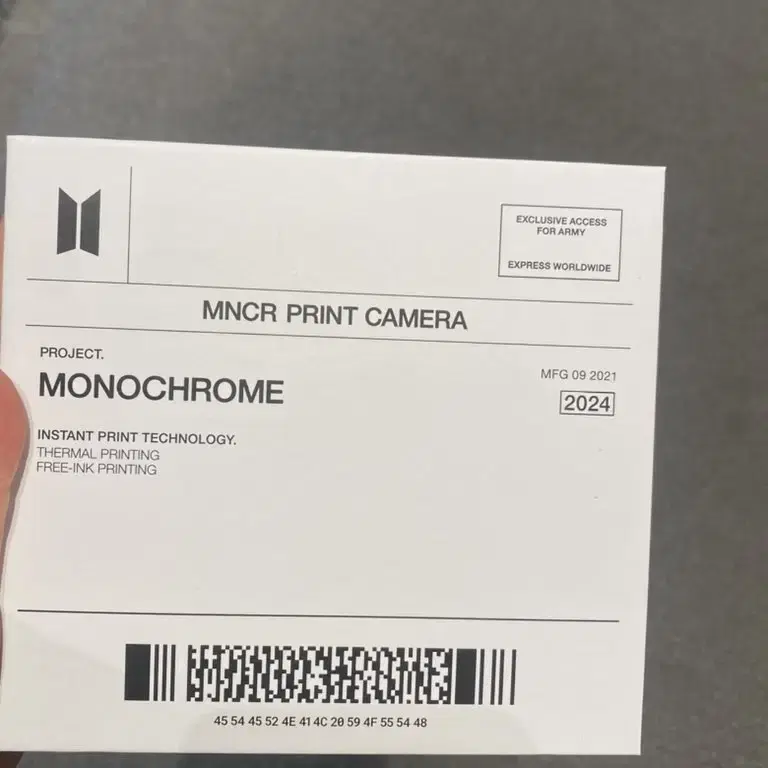 EXCLUSIVE ACCESS
FOR ARMY
EXPRESS WORLDWIDE
MNCR PRINT CAMERA
PROJECT.
MONOCHROME
MFG 09 2021
2024
INSTANT PRINT TECHNOLOGY.
THERMAL PRINTING
FREE-INK PRINTING
45 54 45 52 4E 41 4C 20 59 4F 55 54 48